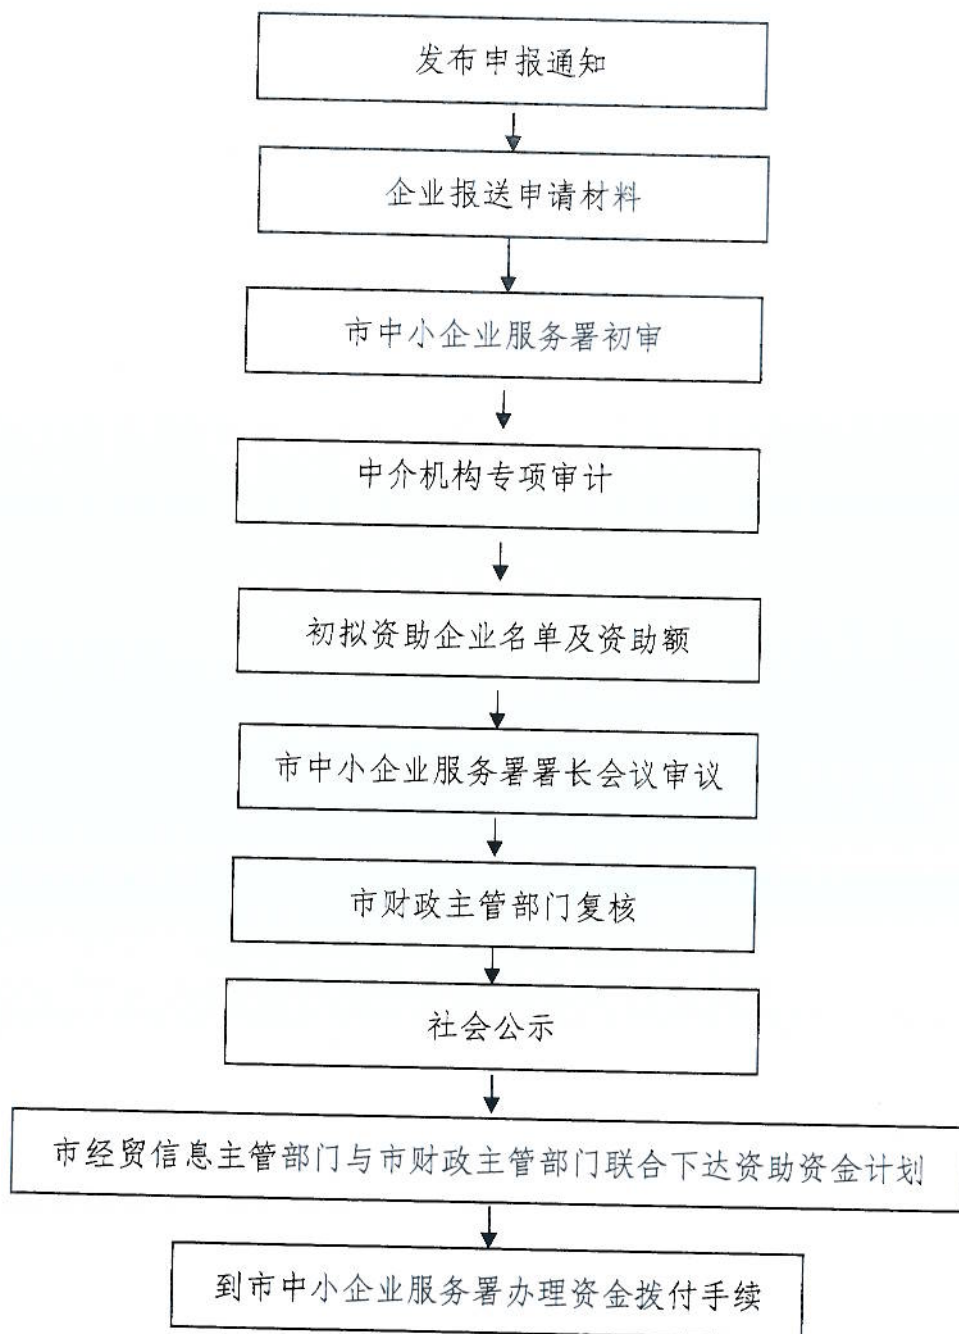 发布申报通知
企业报送申请材料
市中小企业服务署初审
中介机构专项审计
初拟资助企业名单及资助额
市中小企业服务署署长会议审议
市财政主管部门复核
社会公示
市经贸信息主管部门与市财政主管部门联合下达资助资金计划
到市中小企业服务署办理资金拨付手续